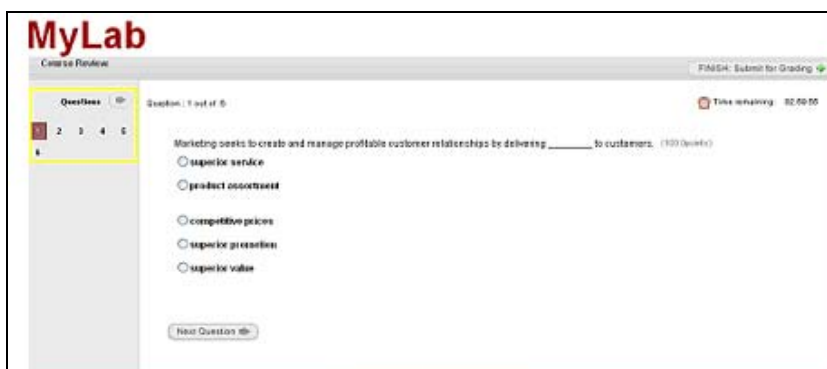 MyLab
Course Review
FINISH: Submit for Grading
Questions
Question : 1 out of 6
Time remaining: 02:59:55
1 2 3 4 5
6
Marketing seeks to create and manage profitable customer relationships by delivering ________ to customers. (100.0points)
superior service
product assortment
competitive prices
superior promotion
superior value
Next Question